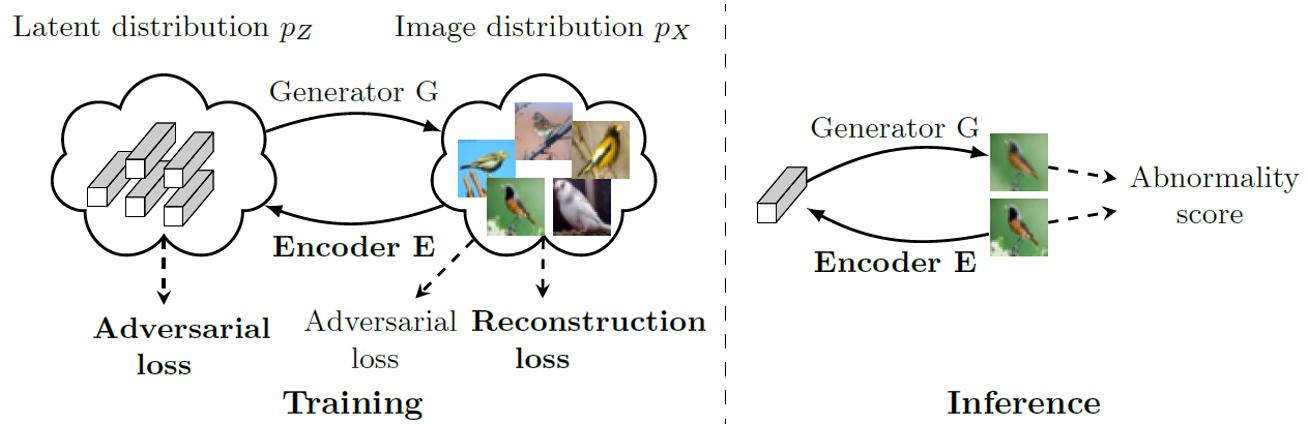 Latent distribution p_Z
Image distribution p_X
Generator G
Encoder E
Adversarial
loss
Adversarial
loss
Reconstruction
loss
Training
Generator G
Encoder E
Abnormality
score
Inference